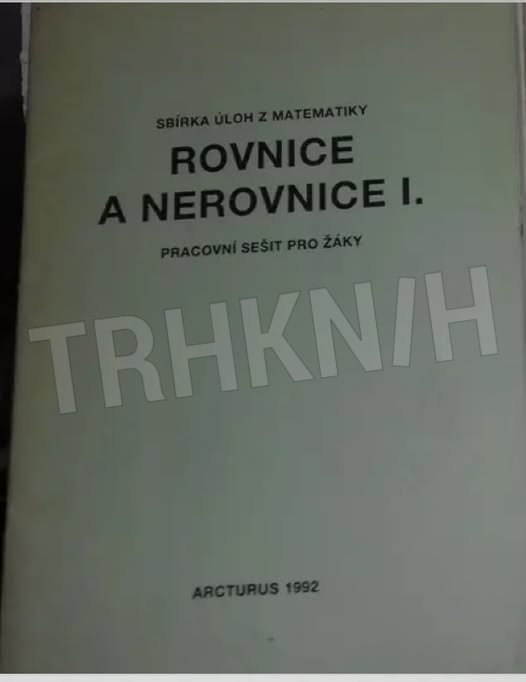 SBÍRKA ÚLOH Z MATEMATIKY
ROVNICE
A NEROVNICE I.
PRACOVNÍ SEŠIT PRO ŽÁKY
TRHKN/H
ARCTURUS 1992